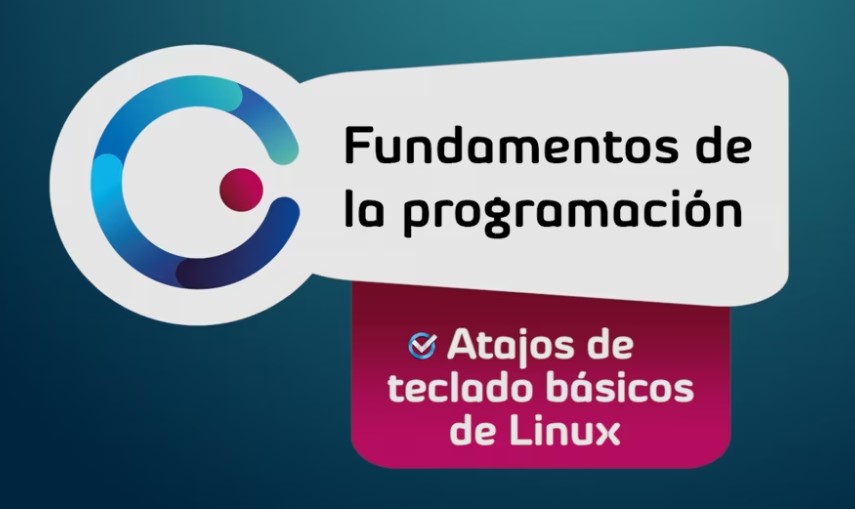 Fundamentos de
la programación
Atajos de
teclado básicos
de Linux